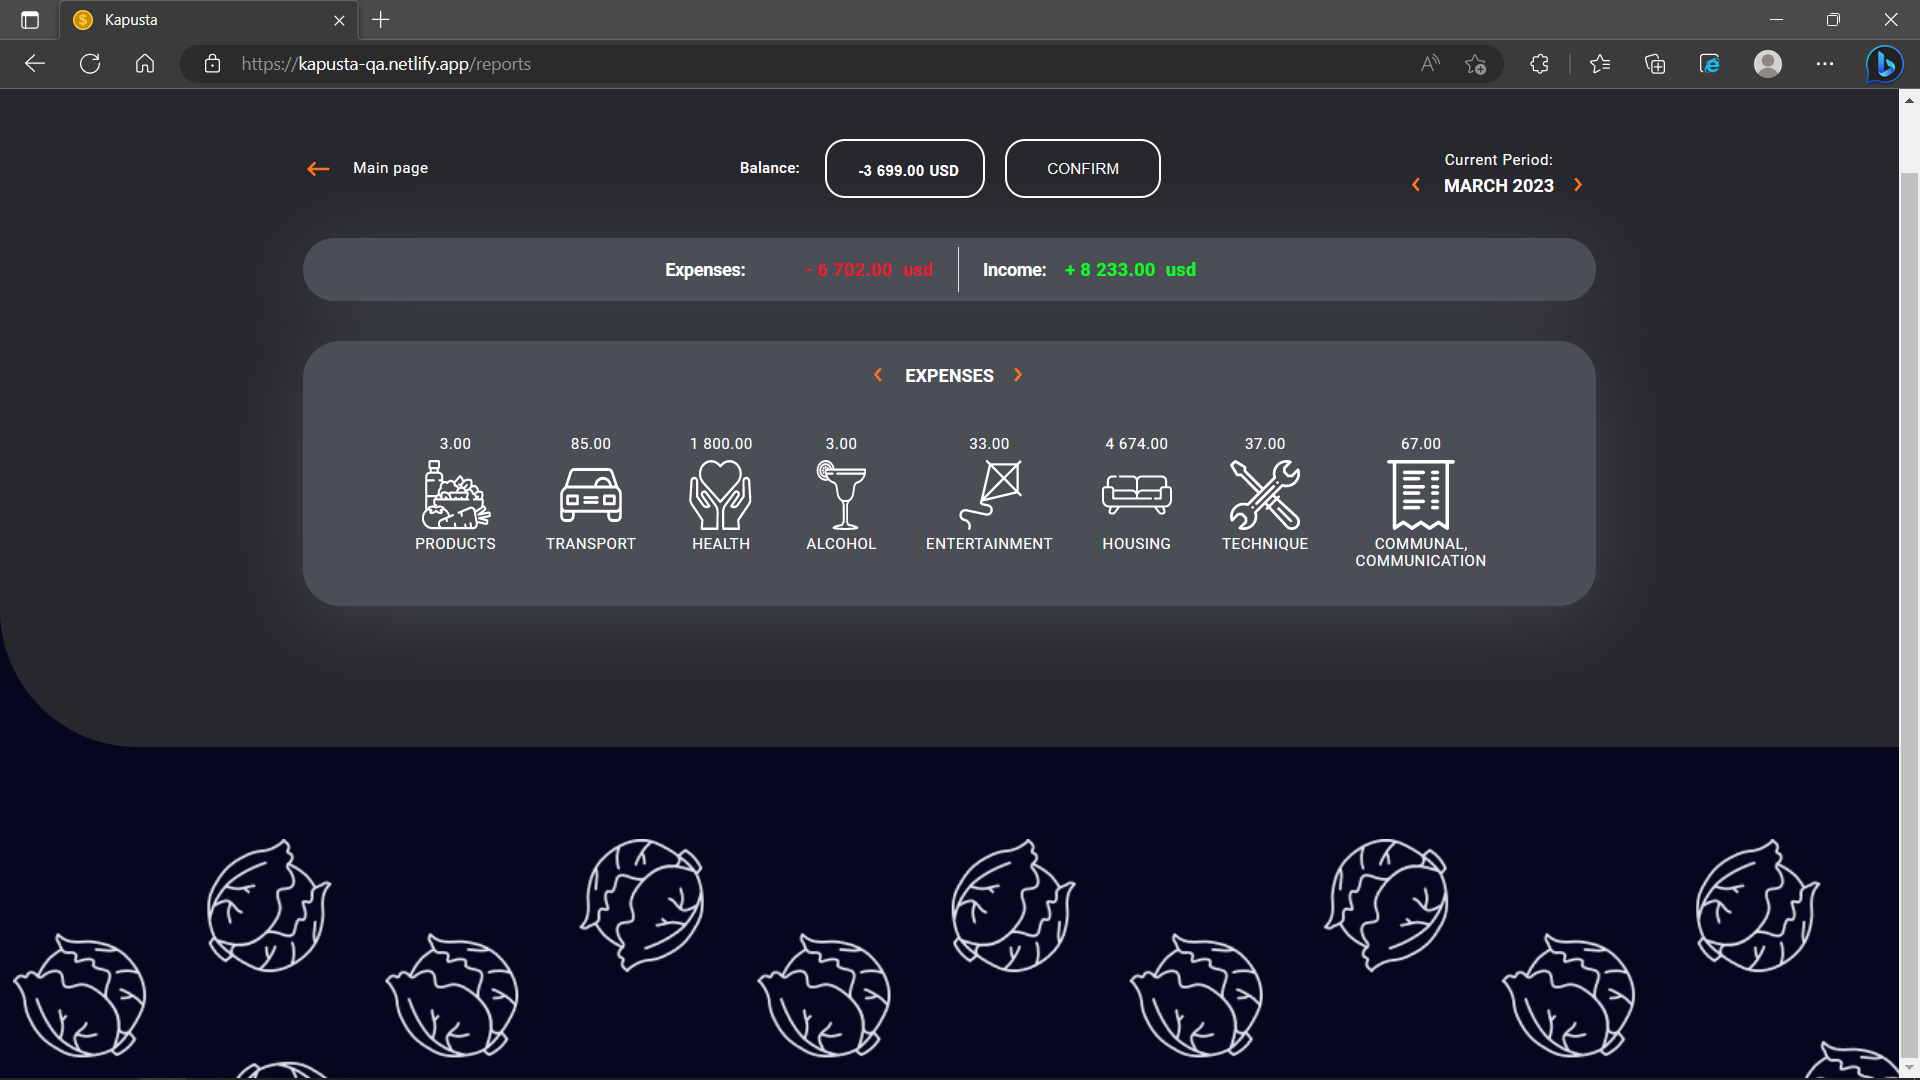 Kapusta
https://kapusta-qa.netlify.app/reports
Main page
Balance:
-3 699.00 USD
CONFIRM
Current Period:
MARCH 2023
Expenses: - 6 702.00 usd
Income: + 8 233.00 usd
EXPENSES
3.00
PRODUCTS
85.00
TRANSPORT
1 800.00
HEALTH
3.00
ALCOHOL
33.00
ENTERTAINMENT
4 674.00
HOUSING
37.00
TECHNIQUE
67.00
COMMUNAL,
COMMUNICATION